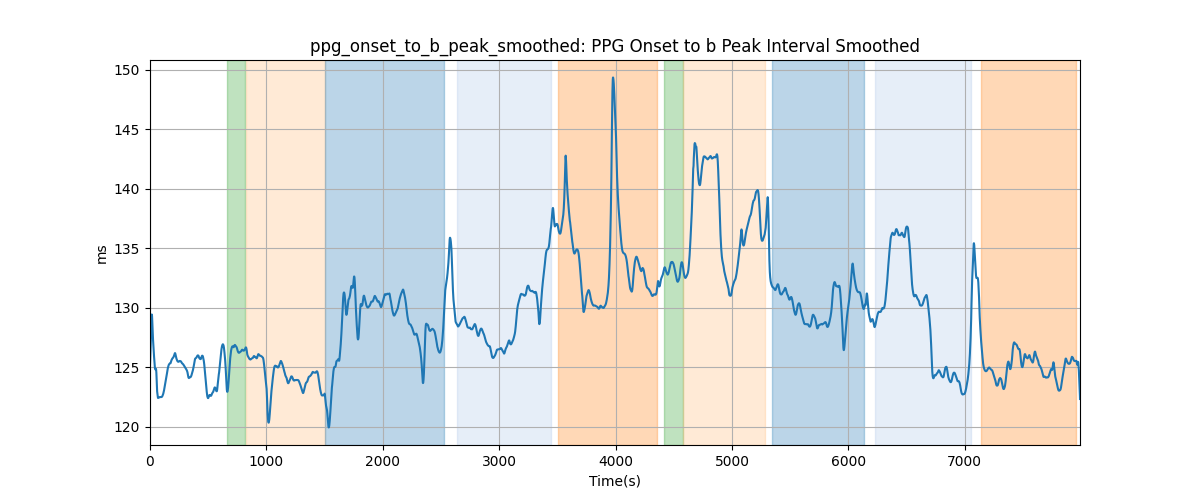 ppg_onset_to_b_peak_smoothed: PPG Onset to b Peak Interval Smoothed
150
145
140
135
130
125
120
ms
0 1000 2000 3000 4000 5000 6000 7000
Time(s)